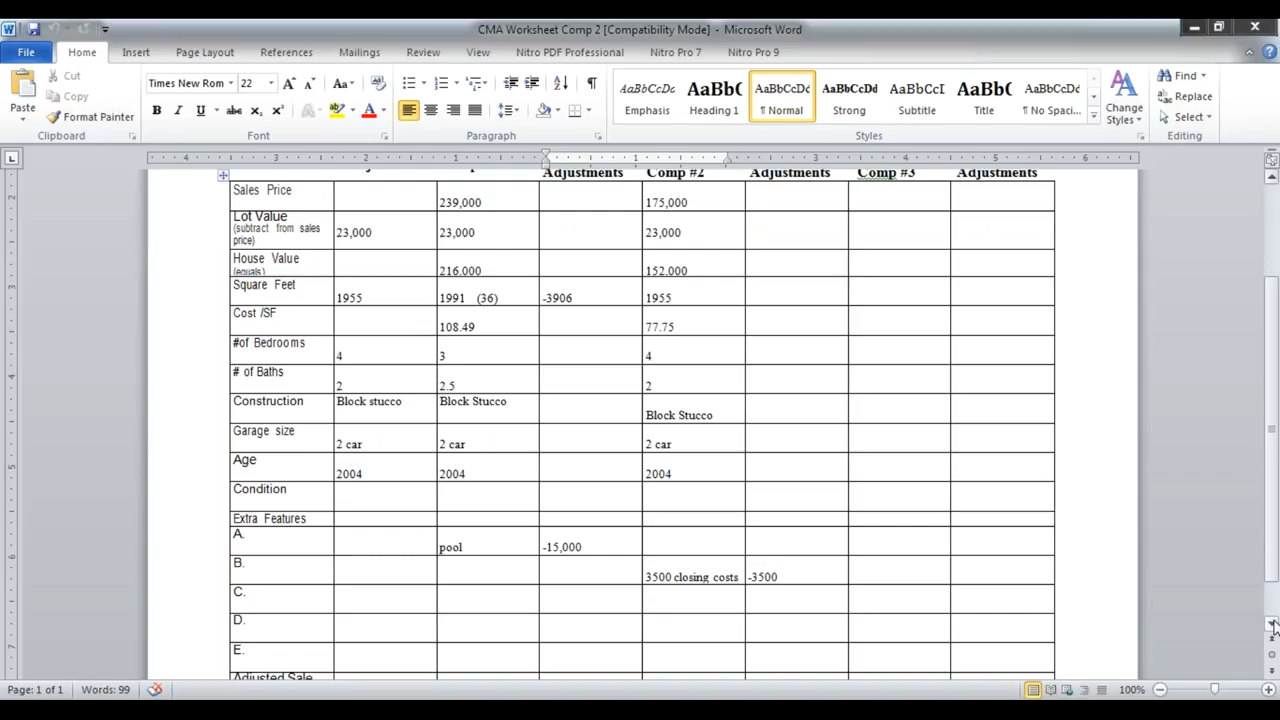 CMA Worksheet Comp 2 [Compatibility Mode] - Microsoft Word
File Home Insert Page Layout References Mailings Review View Nitro PDF Professional Nitro Pro 7 Nitro Pro 9
Paste
Cut
Copy
Format Painter
Clipboard
Times New Rom 22
Font
Paragraph
AaBbCcDc Emphasis
AaBbC Heading 1
AaBbCcDc ¶ Normal
AaBbCcDd Strong
AaBbCcI Subtitle
AaBb( Title
AaBbCcDc ¶ No Spaci...
Change Styles
Styles
Find
Replace
Select
Editing
Adjustments Comp #2 Adjustments Comp #3 Adjustments
Sales Price 239,000 175,000
Lot Value
(subtract from sales
price) 23,000 23,000 23,000
House Value
(equals) 216.000 152.000
Square Feet 1955 1991 (36) -3906 1955
Cost /SF 108.49 77.75
#of Bedrooms 4 3 4
# of Baths 2 2.5 2
Construction Block stucco Block Stucco Block Stucco
Garage size 2 car 2 car 2 car
Age 2004 2004 2004
Condition
Extra Features
A. pool -15,000
B. 3500 closing costs -3500
C.
D.
E.
Adjusted Sale
Page: 1 of 1 Words: 99 100%